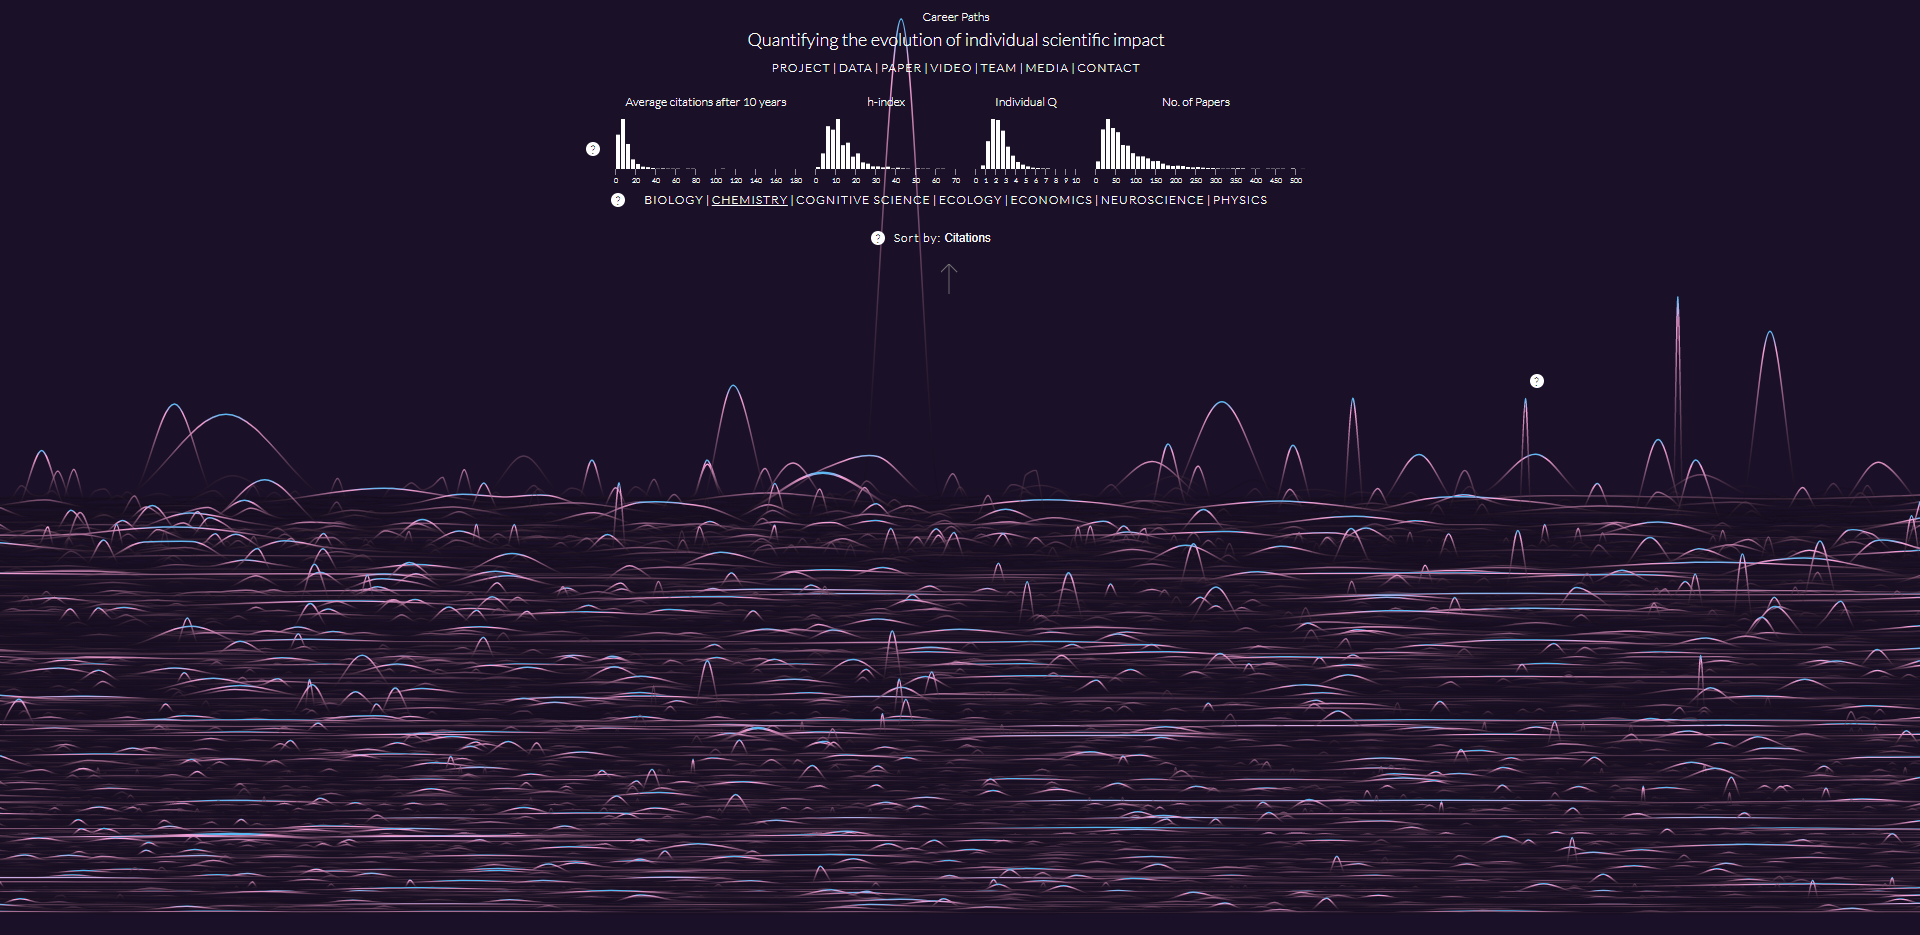 Career Paths
Quantifying the evolution of individual scientific impact
PROJECT | DATA | PAPER | VIDEO | TEAM | MEDIA | CONTACT
Average citations after 10 years h-index Individual Q No. of Papers
?
0 20 40 60 80 100 120 140 160 180 0 10 20 30 40 50 60 70 0 1 2 3 4 5 6 7 8 9 10 0 50 100 150 200 250 300 350 400 450 500
? BIOLOGY | CHEMISTRY | COGNITIVE SCIENCE | ECOLOGY | ECONOMICS | NEUROSCIENCE | PHYSICS
? Sort by: Citations
?